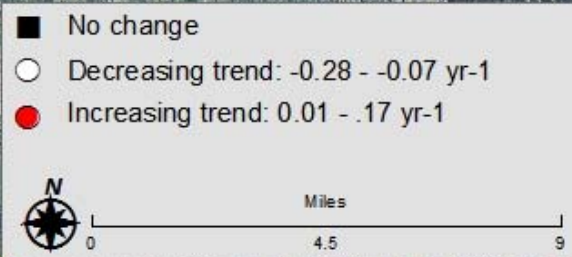 No change
Decreasing trend: -0.28 - -0.07 yr-1
Increasing trend: 0.01 - .17 yr-1
N
Miles
0 4.5 9